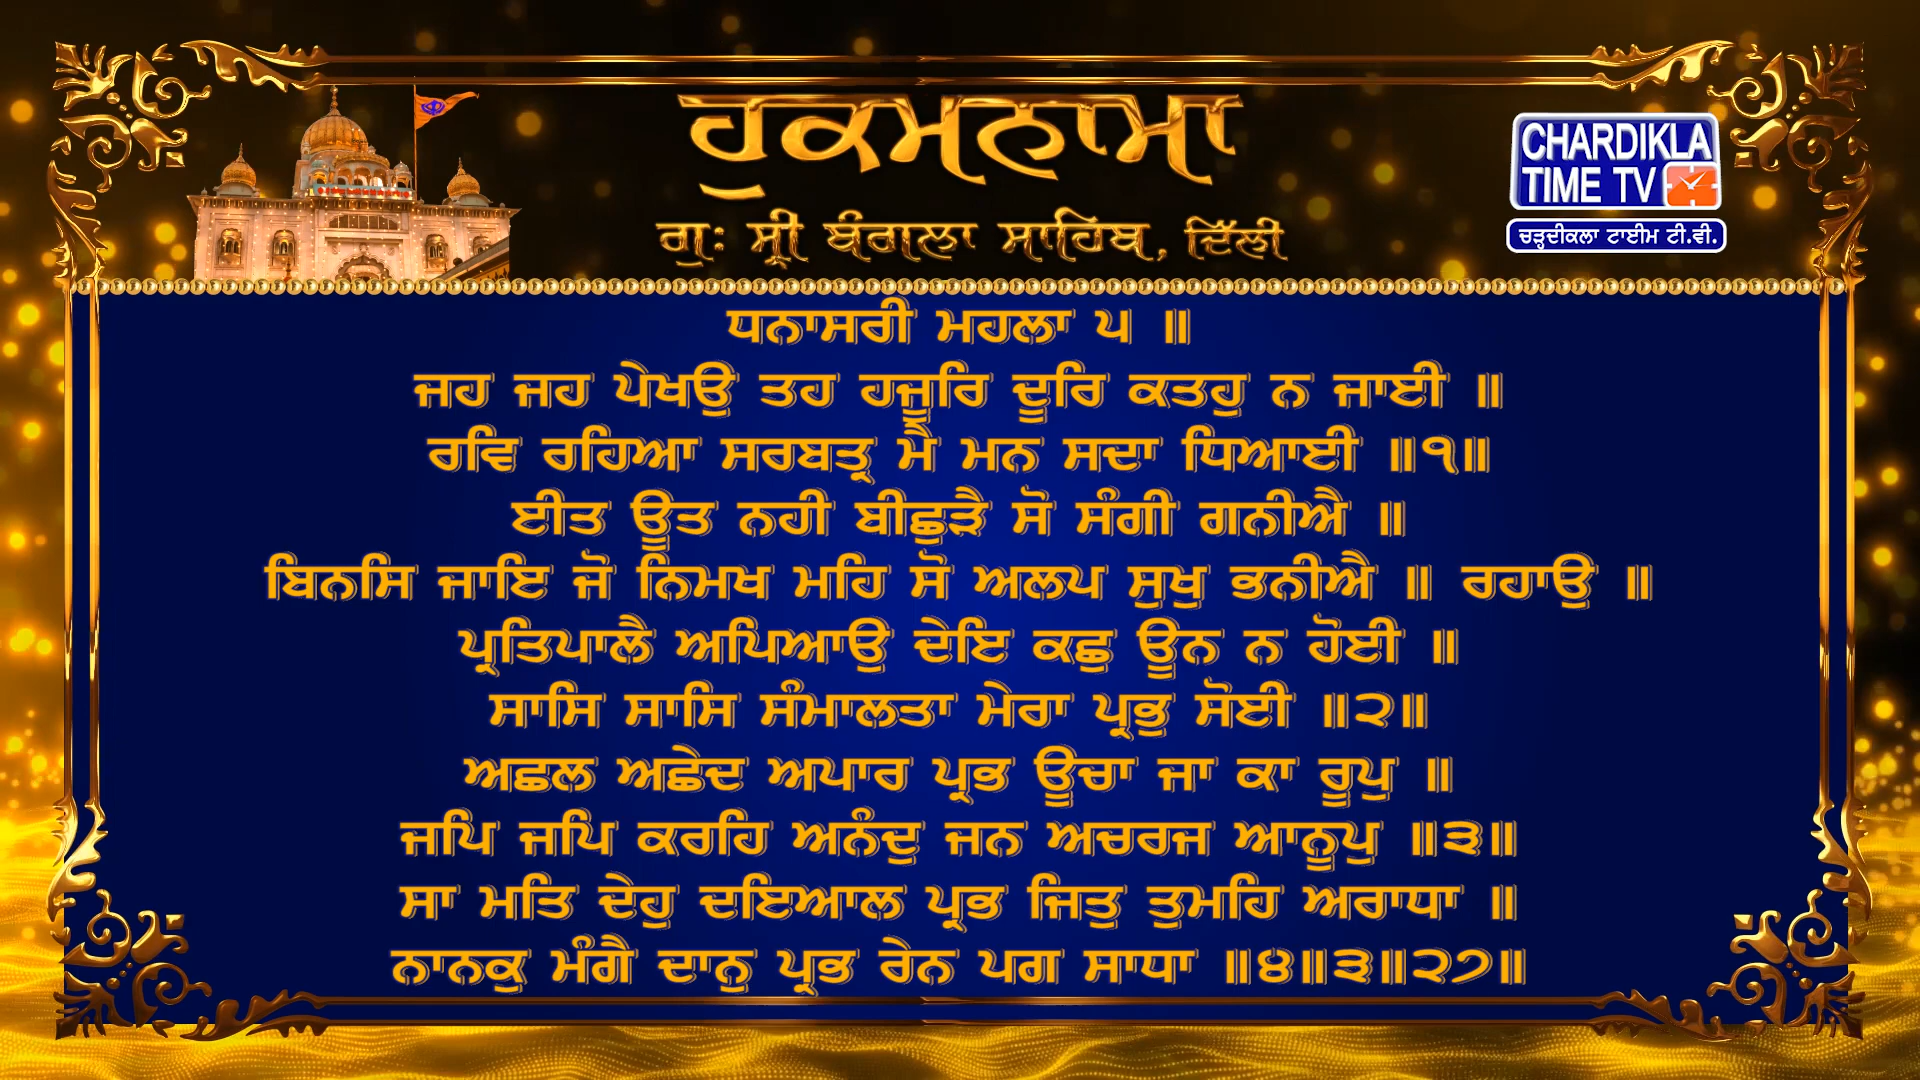 ਹੁਕਮਨਾਮਾ
ਗੁਃ ਸ੍ਰੀ ਬੰਗਲਾ ਸਾਹਿਬ, ਦਿੱਲੀ
CHARDIKLA
TIME TV
ਚੜ੍ਹਦੀਕਲਾ ਟਾਈਮ ਟੀ.ਵੀ.
ਧਨਾਸਰੀ ਮਹਲਾ ੫ ॥
ਜਹ ਜਹ ਪੇਖਉ ਤਹ ਹਜੂਰਿ ਦੂਰਿ ਕਤਹੁ ਨ ਜਾਈ ॥
ਰਵਿ ਰਹਿਆ ਸਰਬਤ੍ਰ ਮੈ ਮਨ ਸਦਾ ਧਿਆਈ ॥੧॥
ਈਤ ਊਤ ਨਹੀ ਬੀਛੁੜੈ ਸੋ ਸੰਗੀ ਗਨੀਐ ॥
ਬਿਨਸਿ ਜਾਇ ਜੋ ਨਿਮਖ ਮਹਿ ਸੋ ਅਲਪ ਸੁਖੁ ਭਨੀਐ ॥ ਰਹਾਉ ॥
ਪ੍ਰਤਿਪਾਲੈ ਅਪਿਆਉ ਦੇਇ ਕਛੁ ਊਨ ਨ ਹੋਈ ॥
ਸਾਸਿ ਸਾਸਿ ਸੰਮਾਲਤਾ ਮੇਰਾ ਪ੍ਰਭੁ ਸੋਈ ॥੨॥
ਅਛਲ ਅਛੇਦ ਅਪਾਰ ਪ੍ਰਭ ਊਚਾ ਜਾ ਕਾ ਰੂਪੁ ॥
ਜਪਿ ਜਪਿ ਕਰਹਿ ਅਨੰਦੁ ਜਨ ਅਚਰਜ ਆਨੂਪੁ ॥੩॥
ਸਾ ਮਤਿ ਦੇਹੁ ਦਇਆਲ ਪ੍ਰਭ ਜਿਤੁ ਤੁਮਹਿ ਅਰਾਧਾ ॥
ਨਾਨਕੁ ਮੰਗੈ ਦਾਨੁ ਪ੍ਰਭ ਰੇਨ ਪਗ ਸਾਧਾ ॥੪॥੩॥੨੭॥